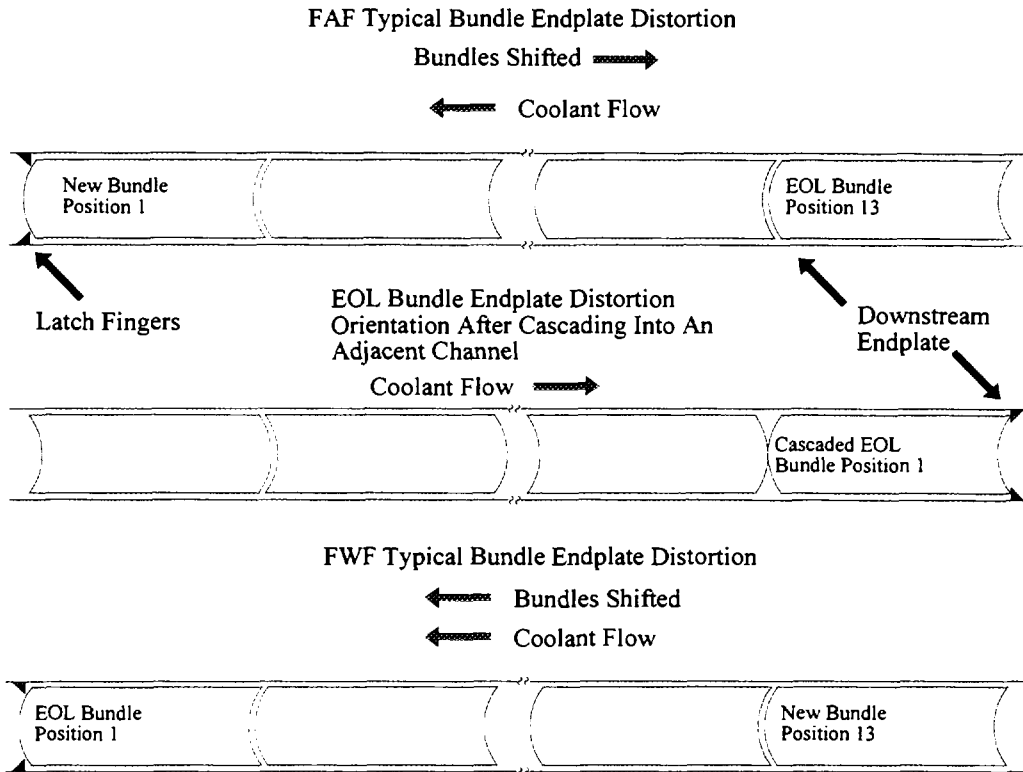 FAF Typical Bundle Endplate Distortion
Bundles Shifted
Coolant Flow
New Bundle
Position 1
EOL Bundle
Position 13
Latch Fingers
EOL Bundle Endplate Distortion
Orientation After Cascading Into An
Adjacent Channel
Downstream
Endplate
Coolant Flow
Cascaded EOL
Bundle Position 1
FWF Typical Bundle Endplate Distortion
Bundles Shifted
Coolant Flow
EOL Bundle
Position 1
New Bundle
Position 13